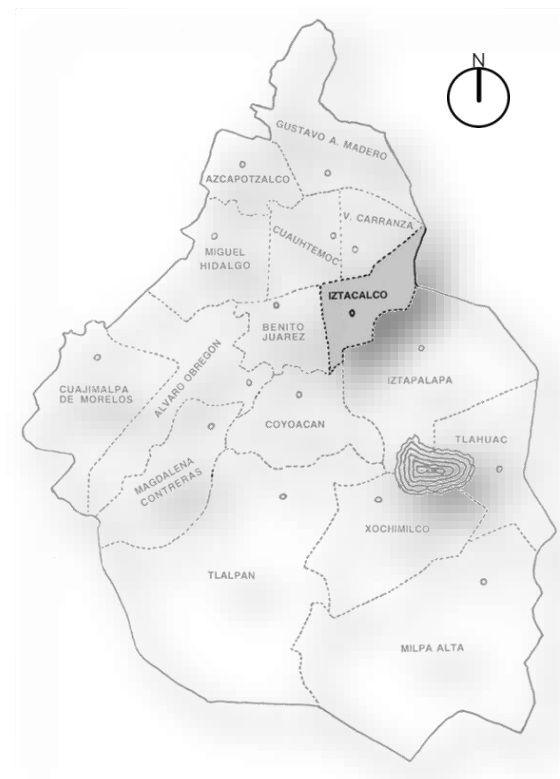 N
GUSTAVO A. MADERO
AZCAPOTZALCO
V. CARRANZA
CUAUHTEMOC
MIGUEL
HIDALGO
IZTACALCO
BENITO
JUAREZ
IZTAPALAPA
ALVARO OBREGON
CUAJIMALPA
DE MORELOS
COYOACAN
TLAHUAC
MAGDALENA
CONTRERAS
XOCHIMILCO
TLALPAN
MILPA ALTA